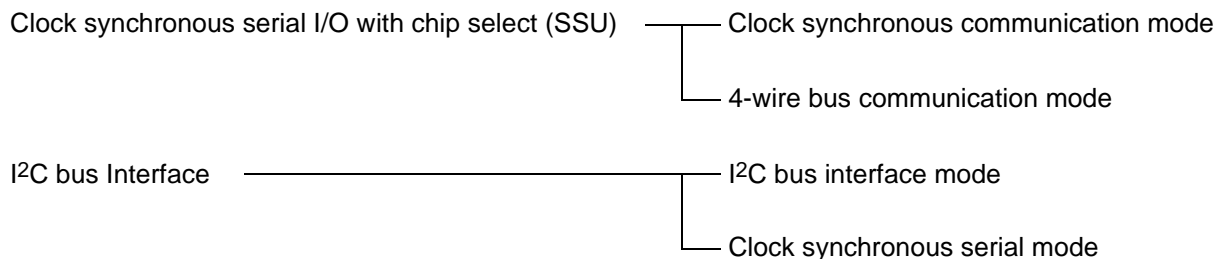 Clock synchronous serial I/O with chip select (SSU) Clock synchronous communication mode
4-wire bus communication mode
I²C bus Interface I²C bus interface mode
Clock synchronous serial mode